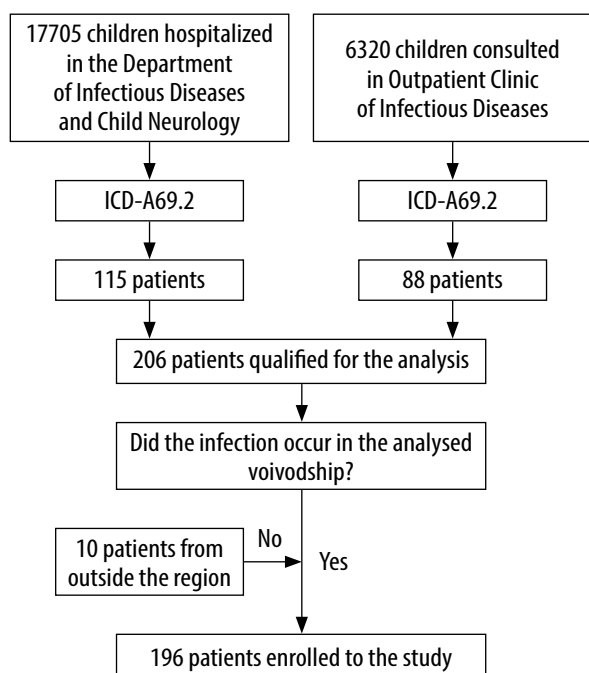 17705 children hospitalized
in the Department
of Infectious Diseases
and Child Neurology
6320 children consulted
in Outpatient Clinic
of Infectious Diseases
ICD-A69.2
ICD-A69.2
115 patients
88 patients
206 patients qualified for the analysis
Did the infection occur in the analysed
voivodship?
10 patients from
outside the region
No
Yes
196 patients enrolled to the study